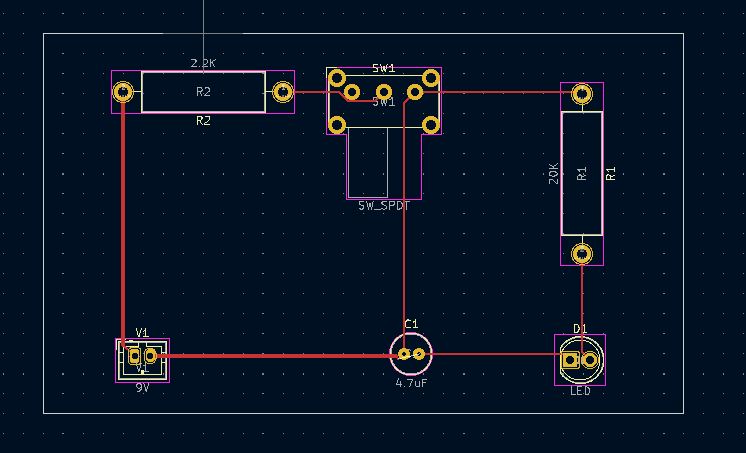 2.2K
SW1
R2
SW1
R2
20K
R1
R1
SW_SPDT
C1
V1
D1
V1
9V
4.7uF
LED